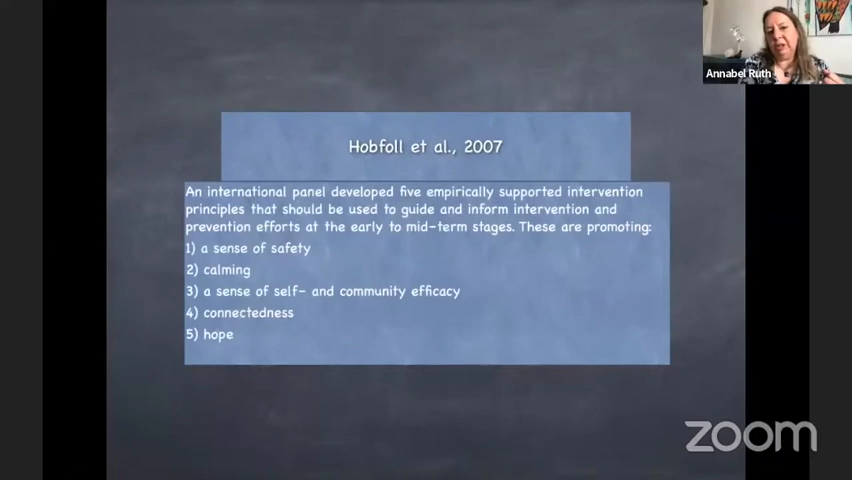 Annabel Ruth
Hobfoll et al., 2007
An international panel developed five empirically supported intervention
principles that should be used to guide and inform intervention and
prevention efforts at the early to mid-term stages. These are promoting:
1) a sense of safety
2) calming
3) a sense of self- and community efficacy
4) connectedness
5) hope
zoom